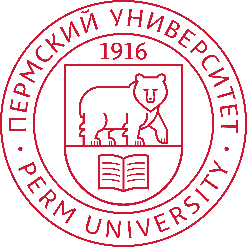 ПЕРМСКИЙ УНИВЕРСИТЕТ
1916
PERM UNIVERSITY